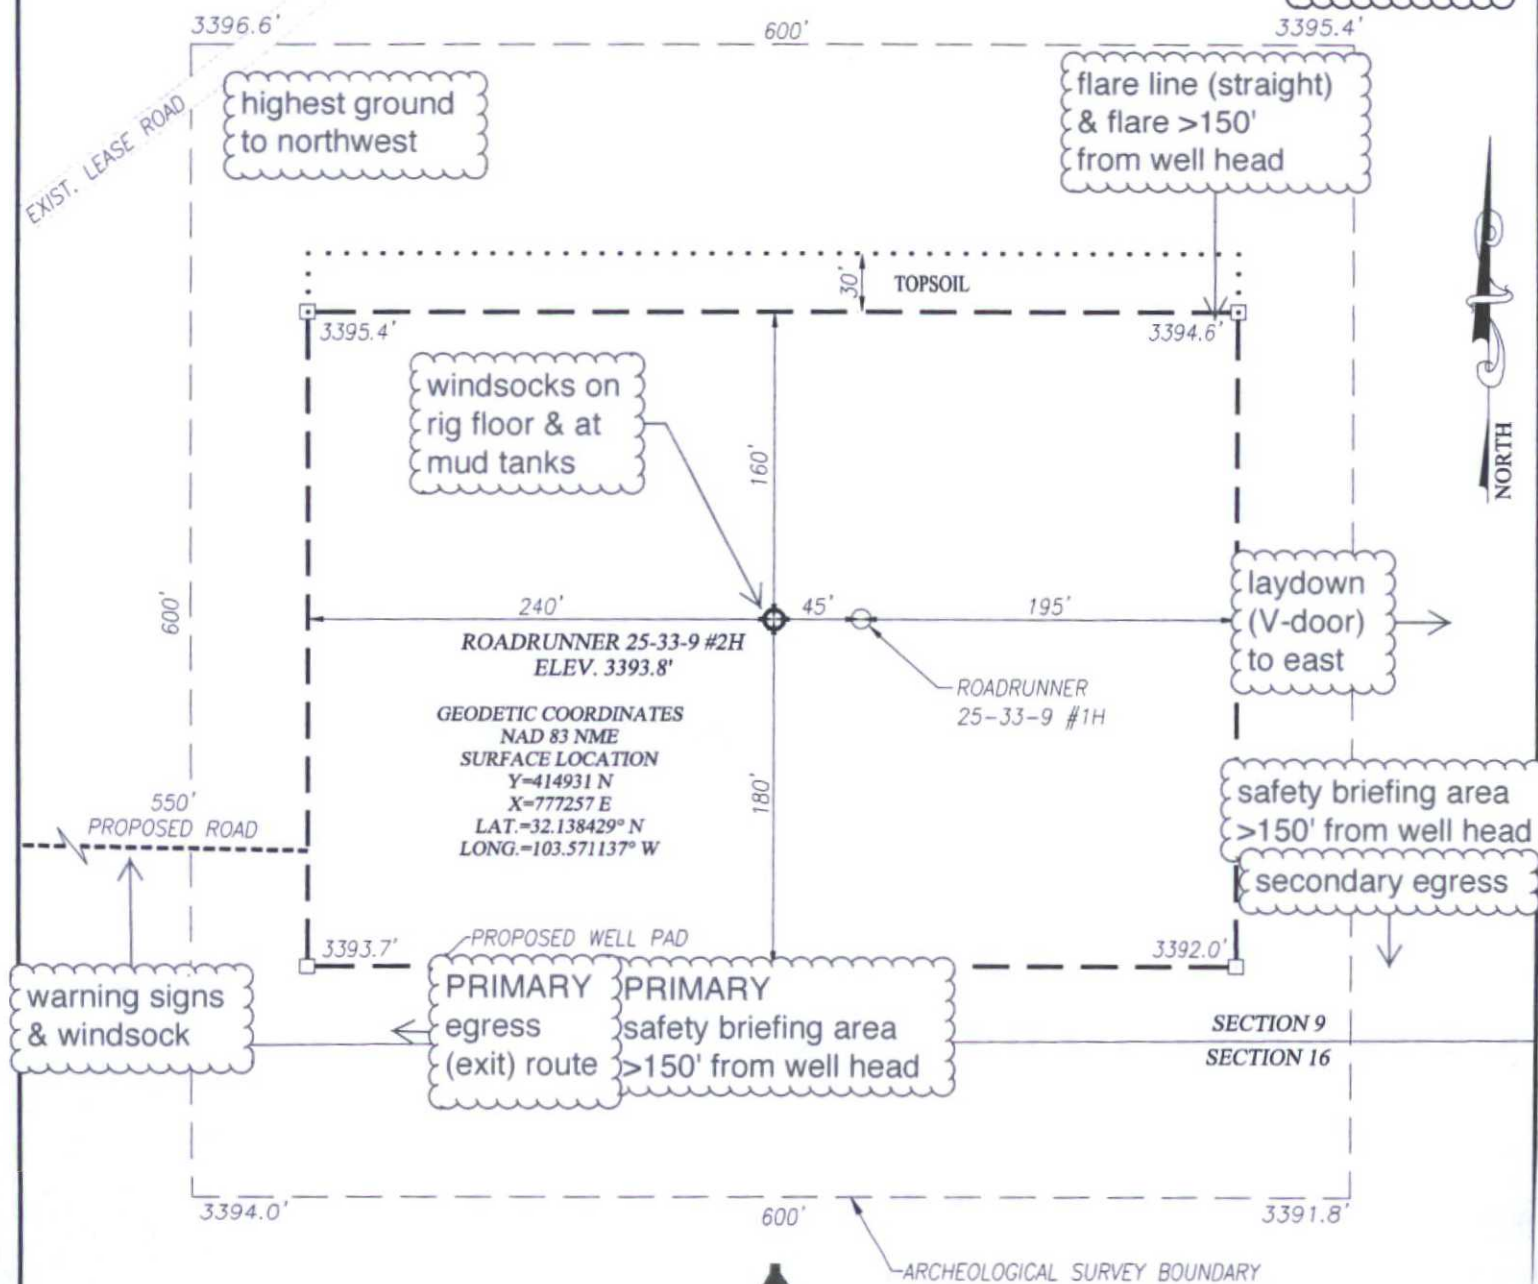 3396.6'
600'
3395.4'
EXIST. LEASE ROAD
highest ground
to northwest
flare line (straight)
& flare >150'
from well head
30'
TOPSOIL
3395.4'
3394.6'
windsocks on
rig floor & at
mud tanks
160'
NORTH
600'
240'
45'
195'
laydown
(V-door)
to east
ROADRUNNER 25-33-9 #2H
ELEV. 3393.8'
ROADRUNNER
25-33-9 #1H
GEODETIC COORDINATES
NAD 83 NME
SURFACE LOCATION
Y=414931 N
X=777257 E
LAT.=32.138429° N
LONG.=103.571137° W
180'
550'
PROPOSED ROAD
safety briefing area
>150' from well head
secondary egress
3393.7'
PROPOSED WELL PAD
3392.0'
warning signs
& windsock
PRIMARY
egress
(exit) route
PRIMARY
safety briefing area
>150' from well head
SECTION 9
SECTION 16
3394.0'
600'
3391.8'
ARCHEOLOGICAL SURVEY BOUNDARY